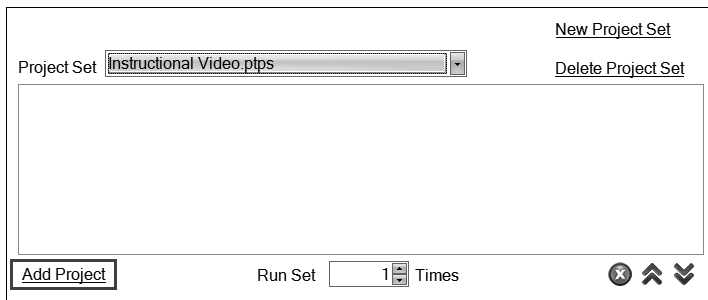 New Project Set
Project Set Instructional Video.ptps
Delete Project Set
Add Project Run Set 1 Times